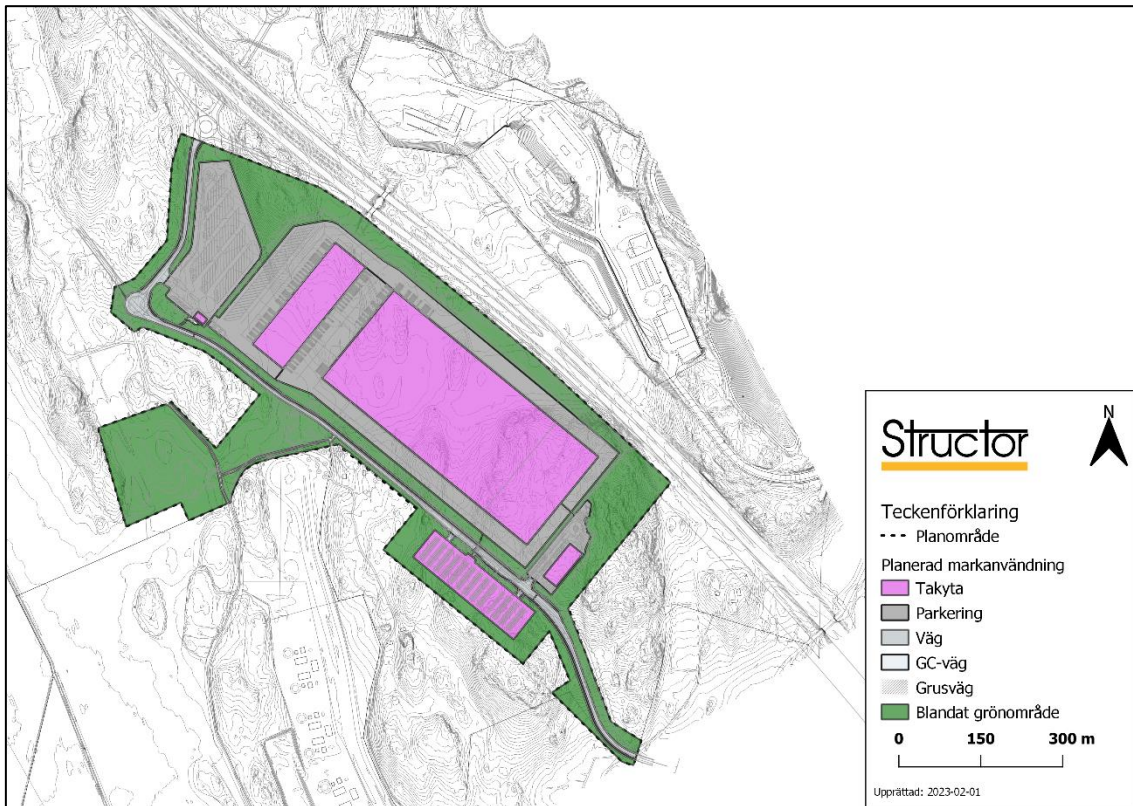 Structor
N
Teckenförklaring
Planområde
Planerad markanvändning
Takyta
Parkering
Väg
GC-väg
Grusväg
Blandat grönområde
0 150 300 m
Upprättad: 2023-02-01